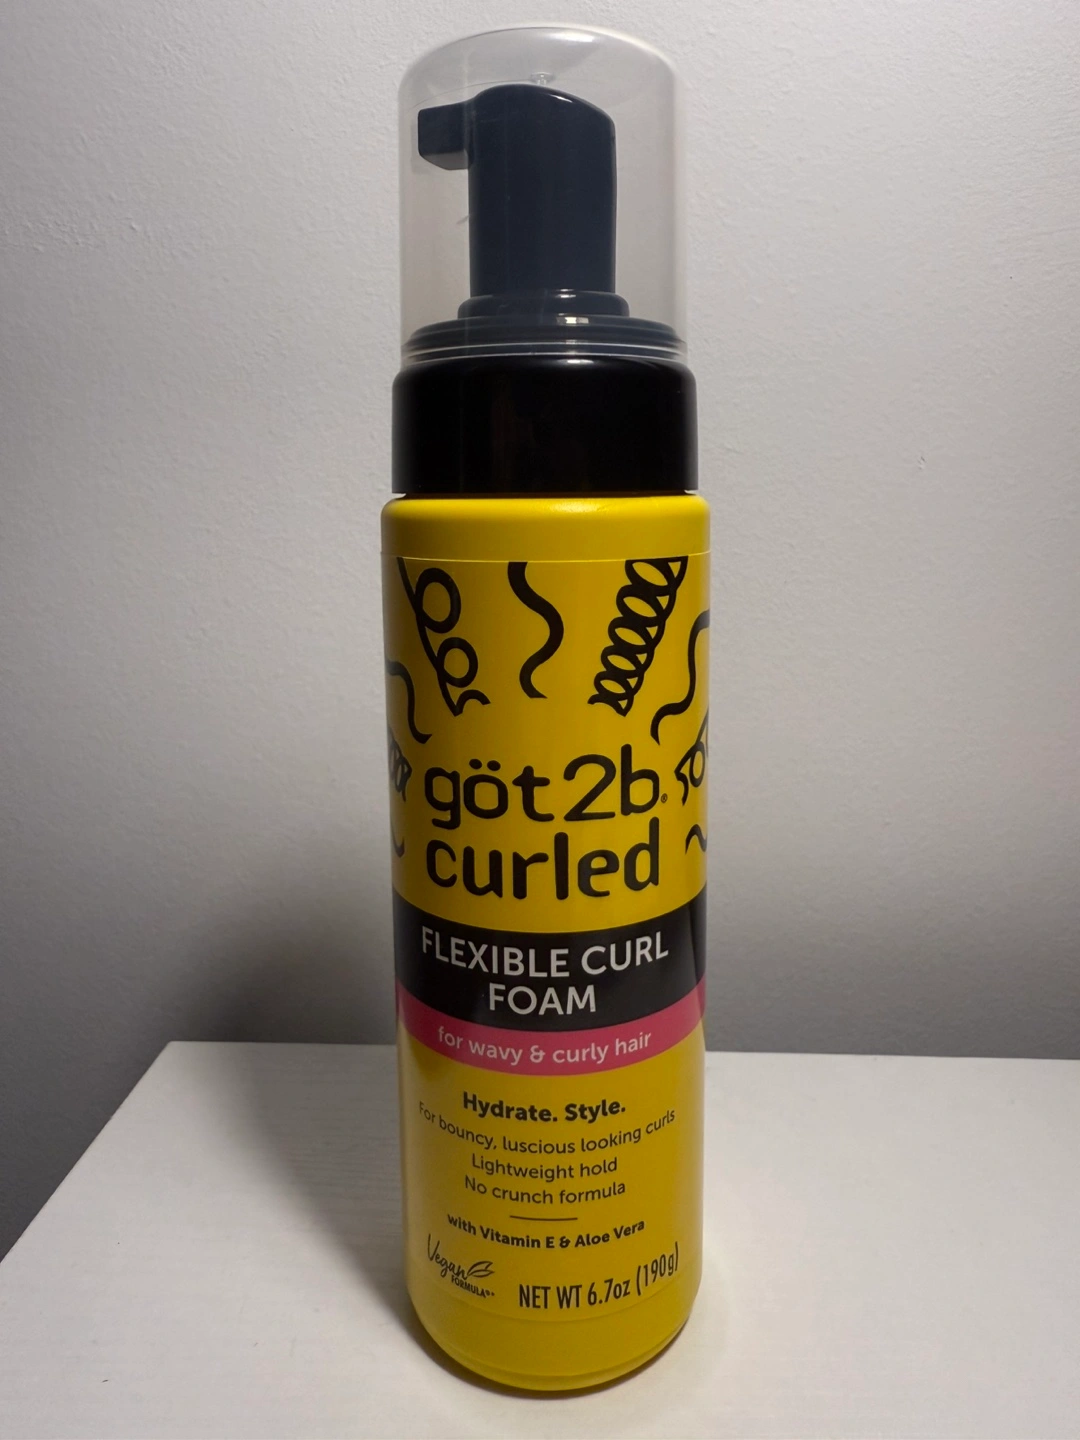 göt2b®
curled
FLEXIBLE CURL
FOAM
for wavy & curly hair
Hydrate. Style.
For bouncy, luscious looking curls
Lightweight hold
No crunch formula
with Vitamin E & Aloe Vera
Vegan
FORMULA®*
NET WT 6.7oz (190g)